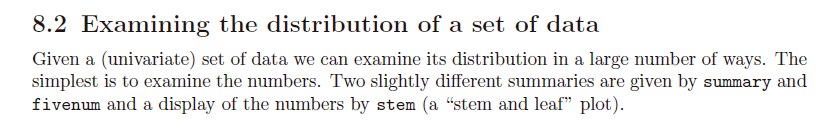 8.2 Examining the distribution of a set of data
Given a (univariate) set of data we can examine its distribution in a large number of ways. The
simplest is to examine the numbers. Two slightly different summaries are given by summary and
fivenum and a display of the numbers by stem (a “stem and leaf” plot).